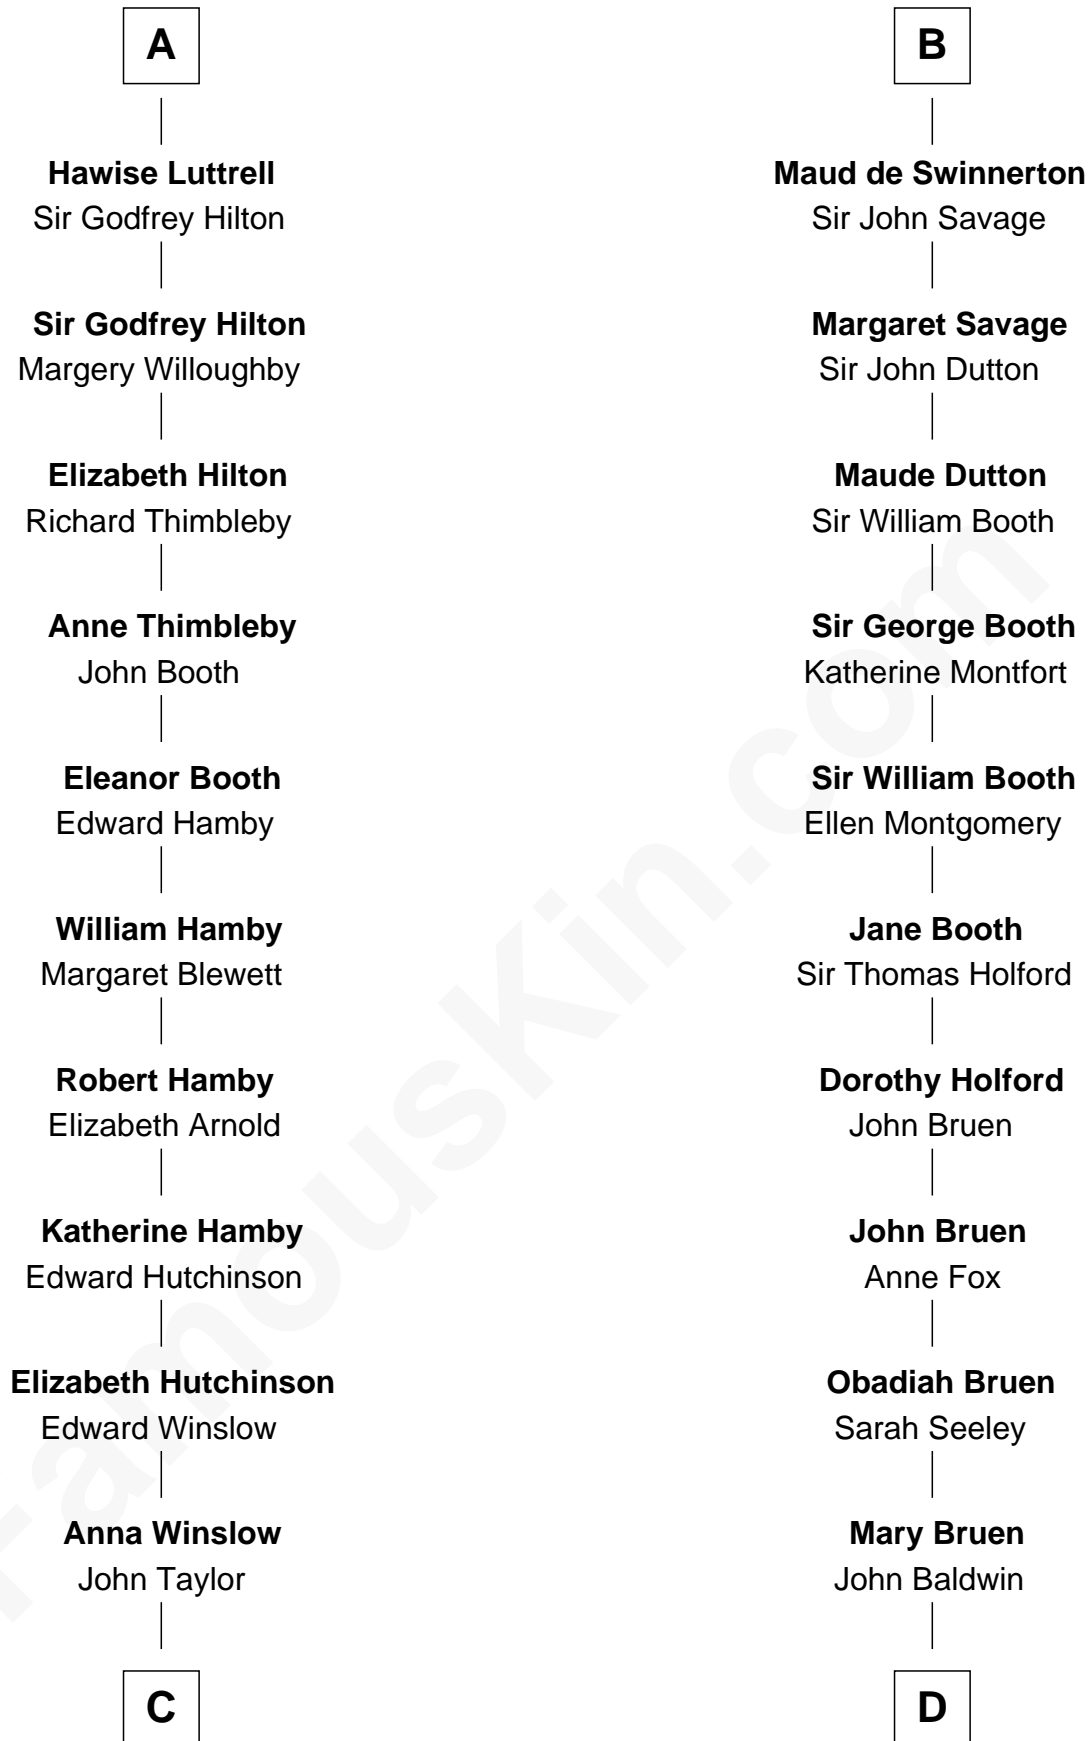 A
Hawise Luttrell
Sir Godfrey Hilton
Sir Godfrey Hilton
Margery Willoughby
Elizabeth Hilton
Richard Thimbleby
Anne Thimbleby
John Booth
Eleanor Booth
Edward Hamby
William Hamby
Margaret Blewett
Robert Hamby
Elizabeth Arnold
Katherine Hamby
Edward Hutchinson
Elizabeth Hutchinson
Edward Winslow
Anna Winslow
John Taylor
C
B
Maud de Swinnerton
Sir John Savage
Margaret Savage
Sir John Dutton
Maude Dutton
Sir William Booth
Sir George Booth
Katherine Montfort
Sir William Booth
Ellen Montgomery
Jane Booth
Sir Thomas Holford
Dorothy Holford
John Bruen
John Bruen
Anne Fox
Obadiah Bruen
Sarah Seeley
Mary Bruen
John Baldwin
D
FamousKin.com